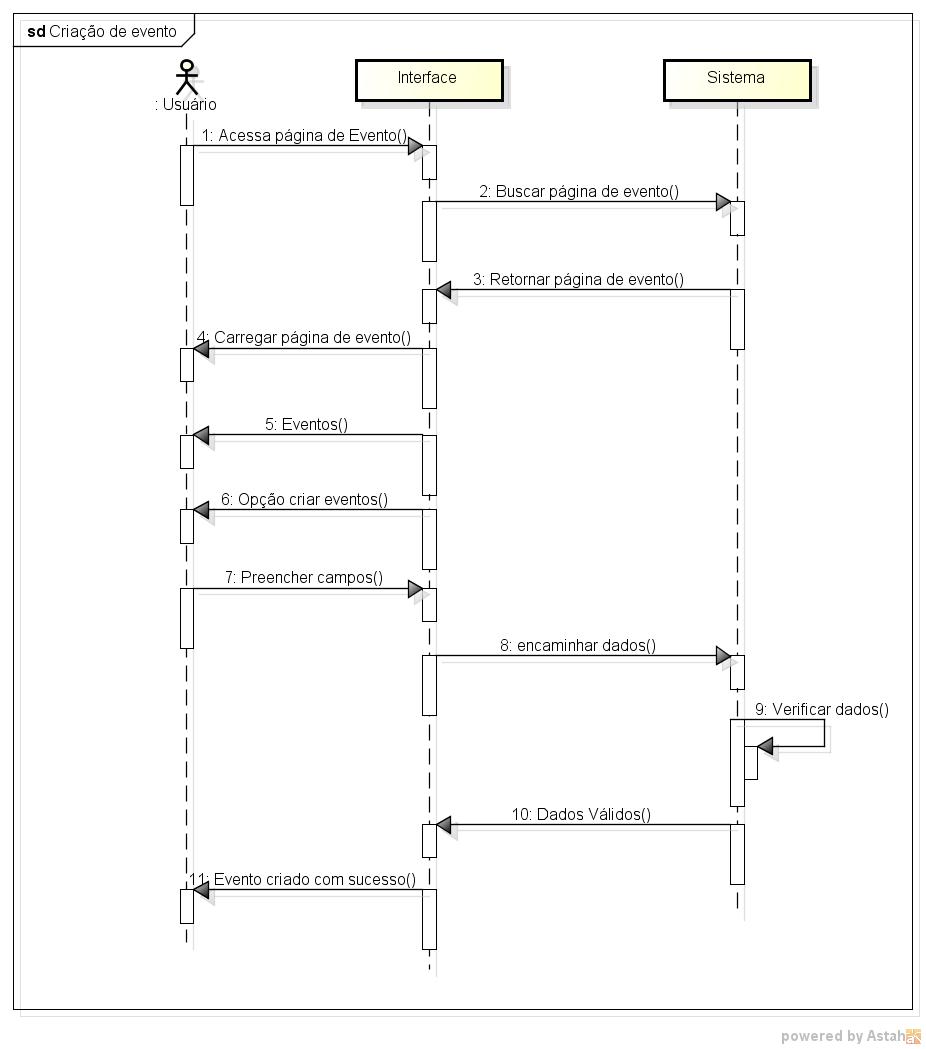 sd Criação de evento
Interface
Sistema
: Usuário
1: Acessa página de Evento()
2: Buscar página de evento()
3: Retornar página de evento()
4: Carregar página de evento()
5: Eventos()
6: Opção criar eventos()
7: Preencher campos()
8: encaminhar dados()
9: Verificar dados()
10: Dados Válidos()
11: Evento criado com sucesso()
powered by Astah